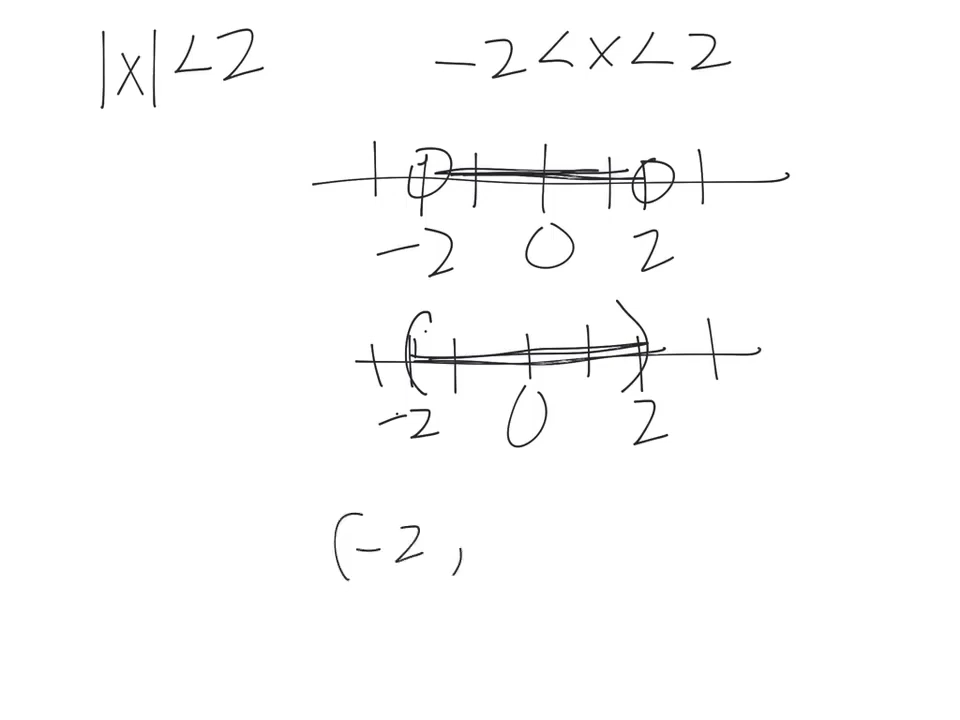 |x| < 2 -2 < x < 2
-2 0 2
( )
-2 0 2
(-2 ,